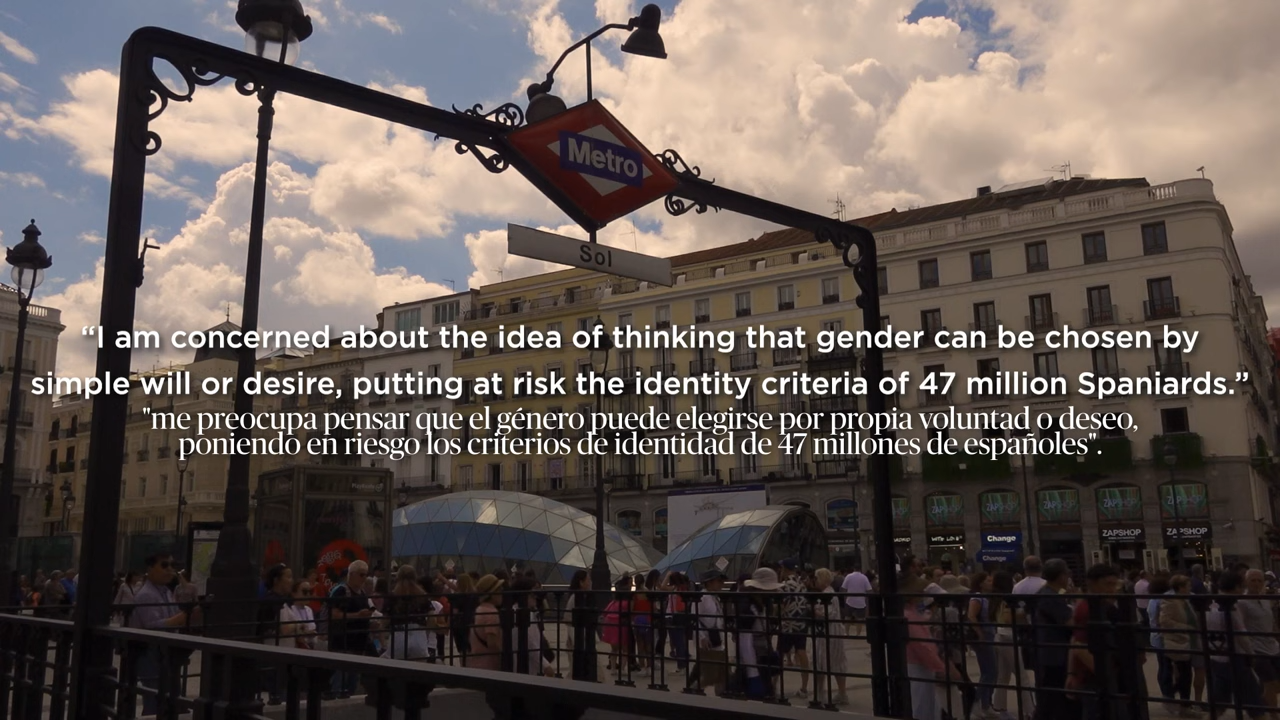 Metro
Sol
“I am concerned about the idea of thinking that gender can be chosen by
simple will or desire, putting at risk the identity criteria of 47 million Spaniards.”
"me preocupa pensar que el género puede elegirse por propia voluntad o deseo,
poniendo en riesgo los criterios de identidad de 47 millones de españoles".
ZAPSHOP
ZAPSHOP
Change
Change